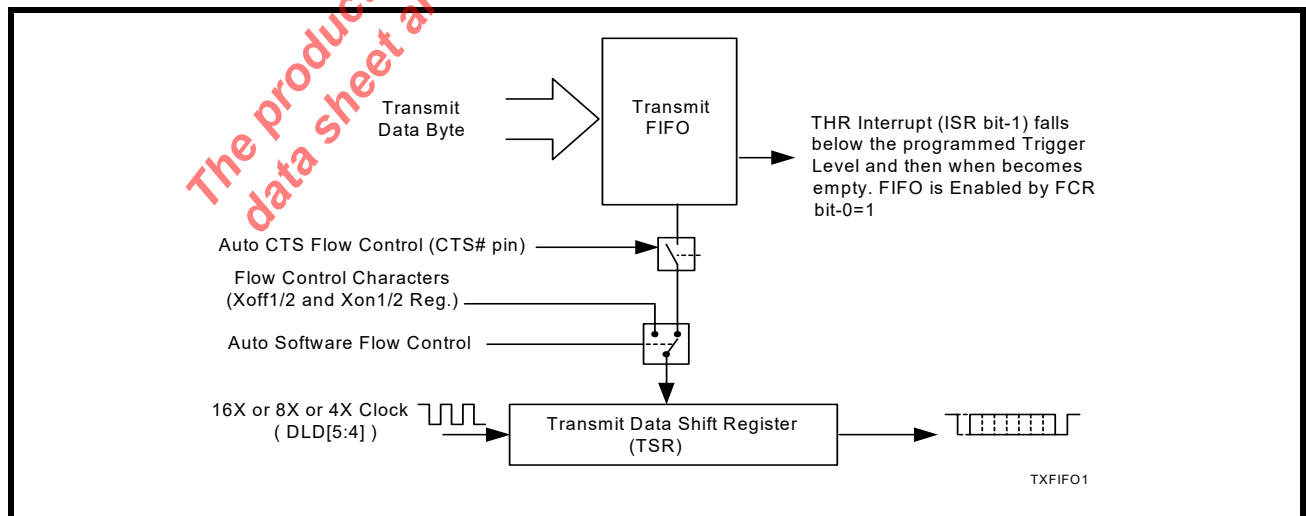 The produc
data sheet a
Transmit
Data Byte
Transmit
FIFO
THR Interrupt (ISR bit-1) falls
below the programmed Trigger
Level and then when becomes
empty. FIFO is Enabled by FCR
bit-0=1
Auto CTS Flow Control (CTS# pin)
Flow Control Characters
(Xoff1/2 and Xon1/2 Reg.)
Auto Software Flow Control
16X or 8X or 4X Clock
( DLD[5:4] )
Transmit Data Shift Register
(TSR)
TXFIFO1